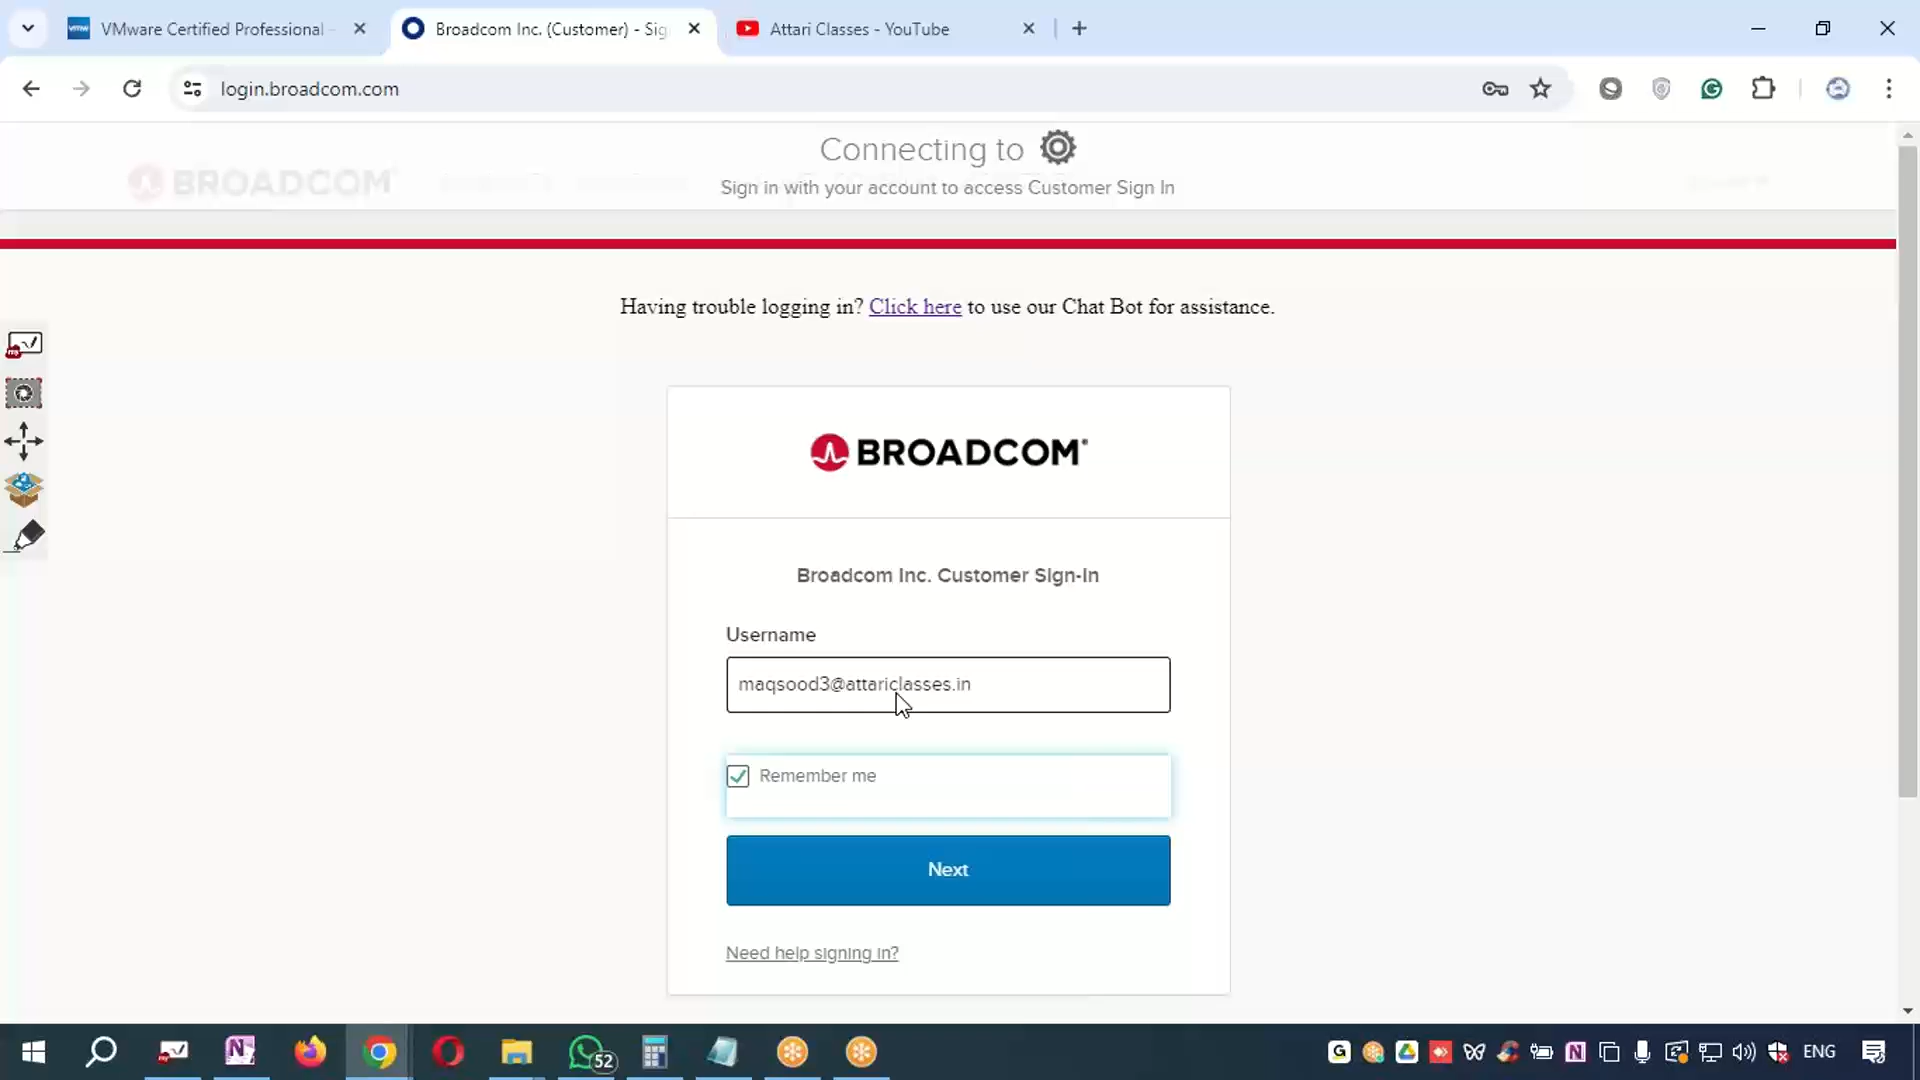 VMware Certified Professional
Broadcom Inc. (Customer) - Sig
Attari Classes - YouTube
login.broadcom.com
Connecting to
BROADCOM
Sign in with your account to access Customer Sign In
Having trouble logging in? Click here to use our Chat Bot for assistance.
BROADCOM
Broadcom Inc. Customer Sign-In
Username
maqsood3@attariclasses.in
Remember me
Next
Need help signing in?
52
ENG